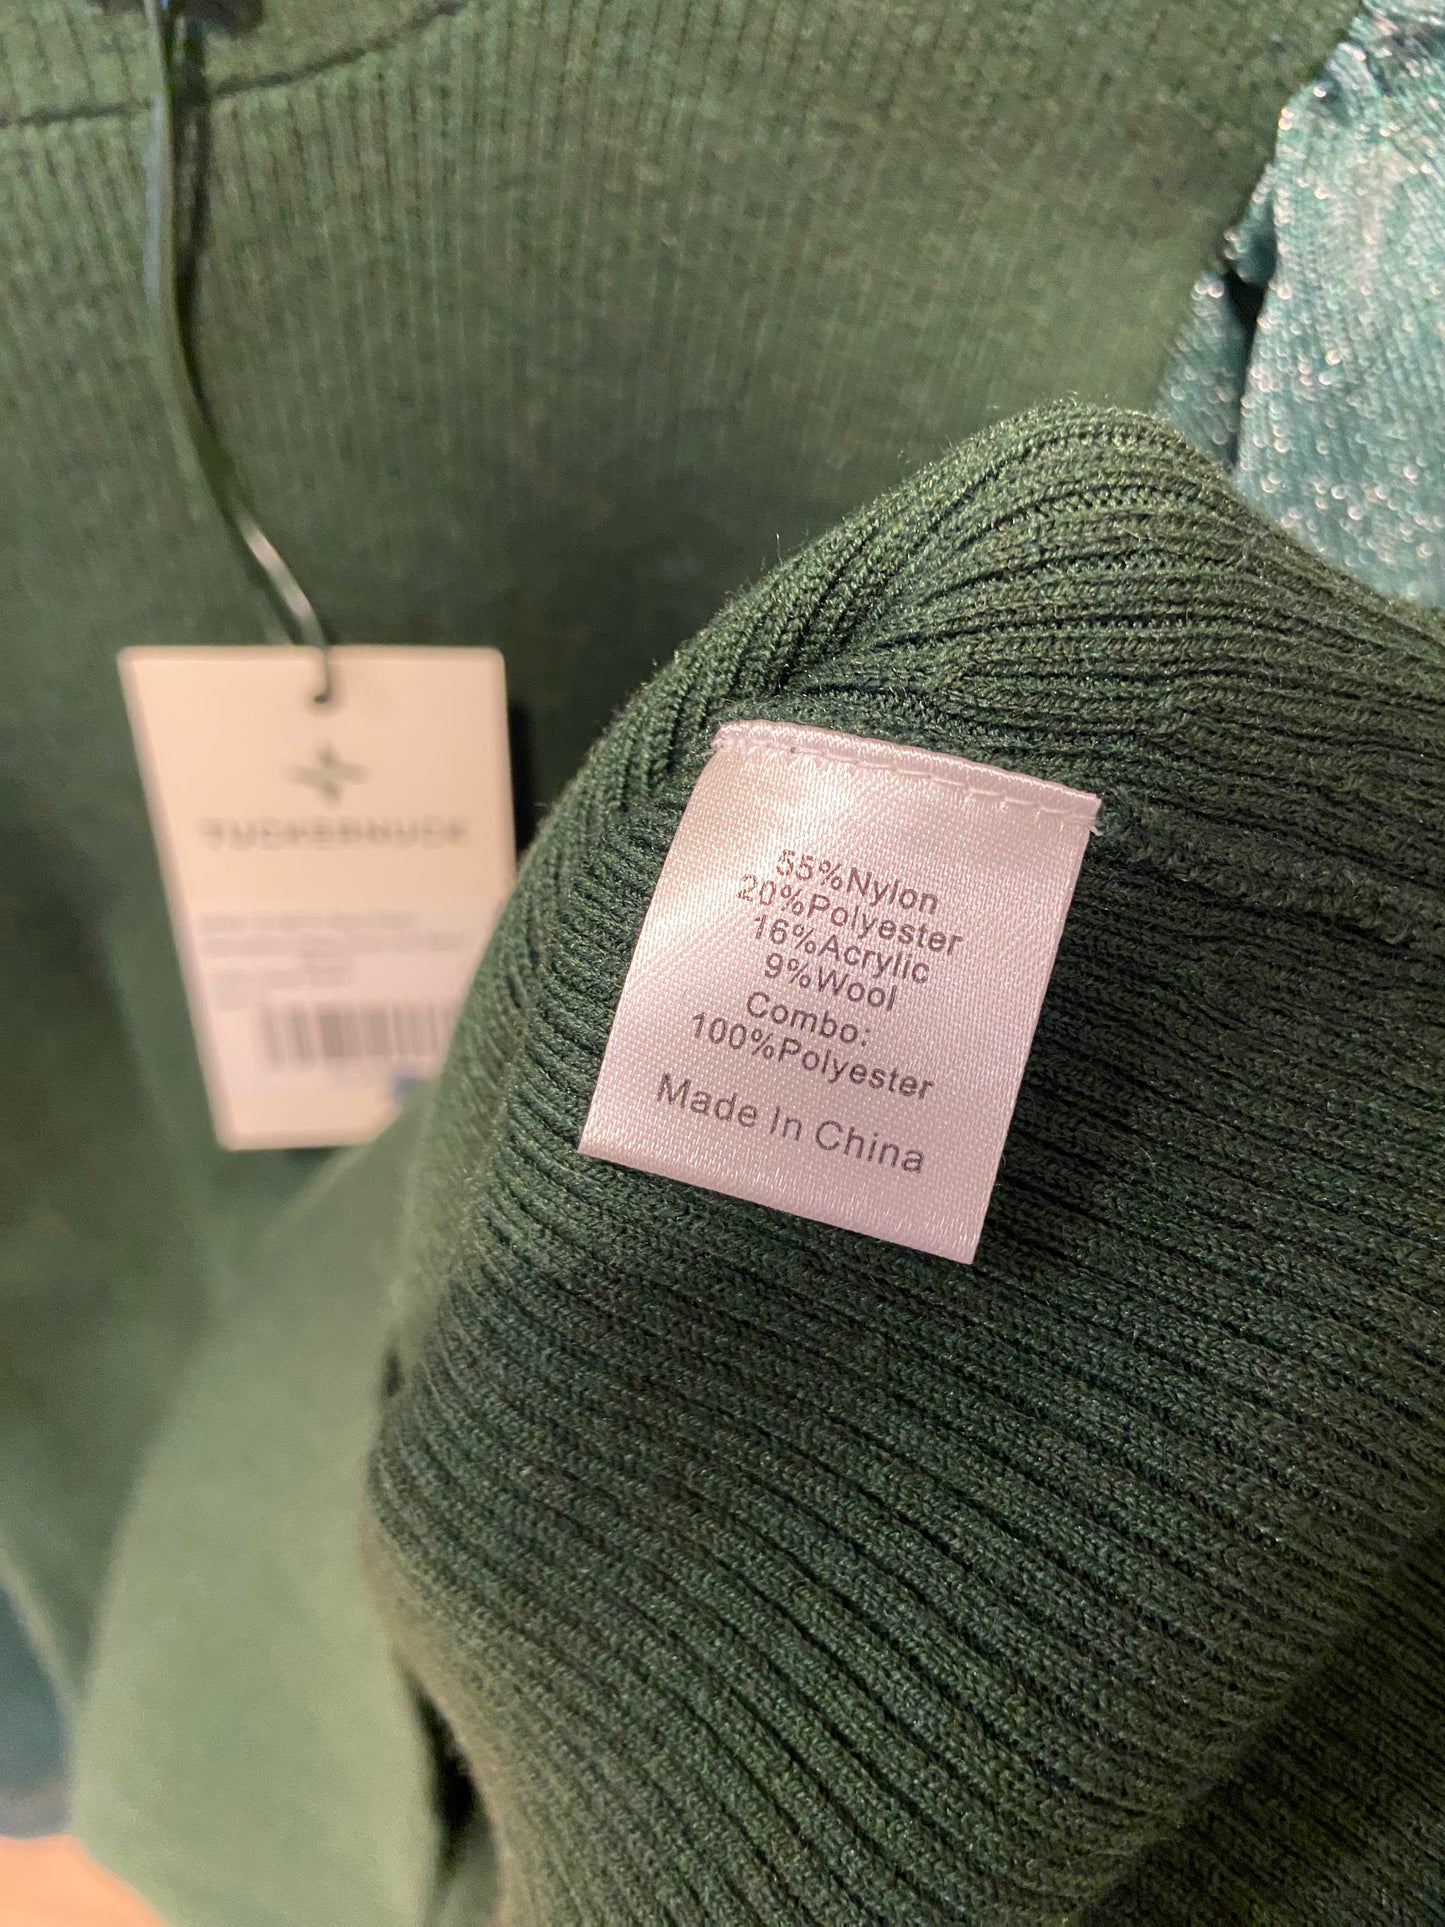 TUCKERNUCK
55%Nylon
20%Polyester
16%Acrylic
9%Wool
Combo:
100%Polyester
Made In China